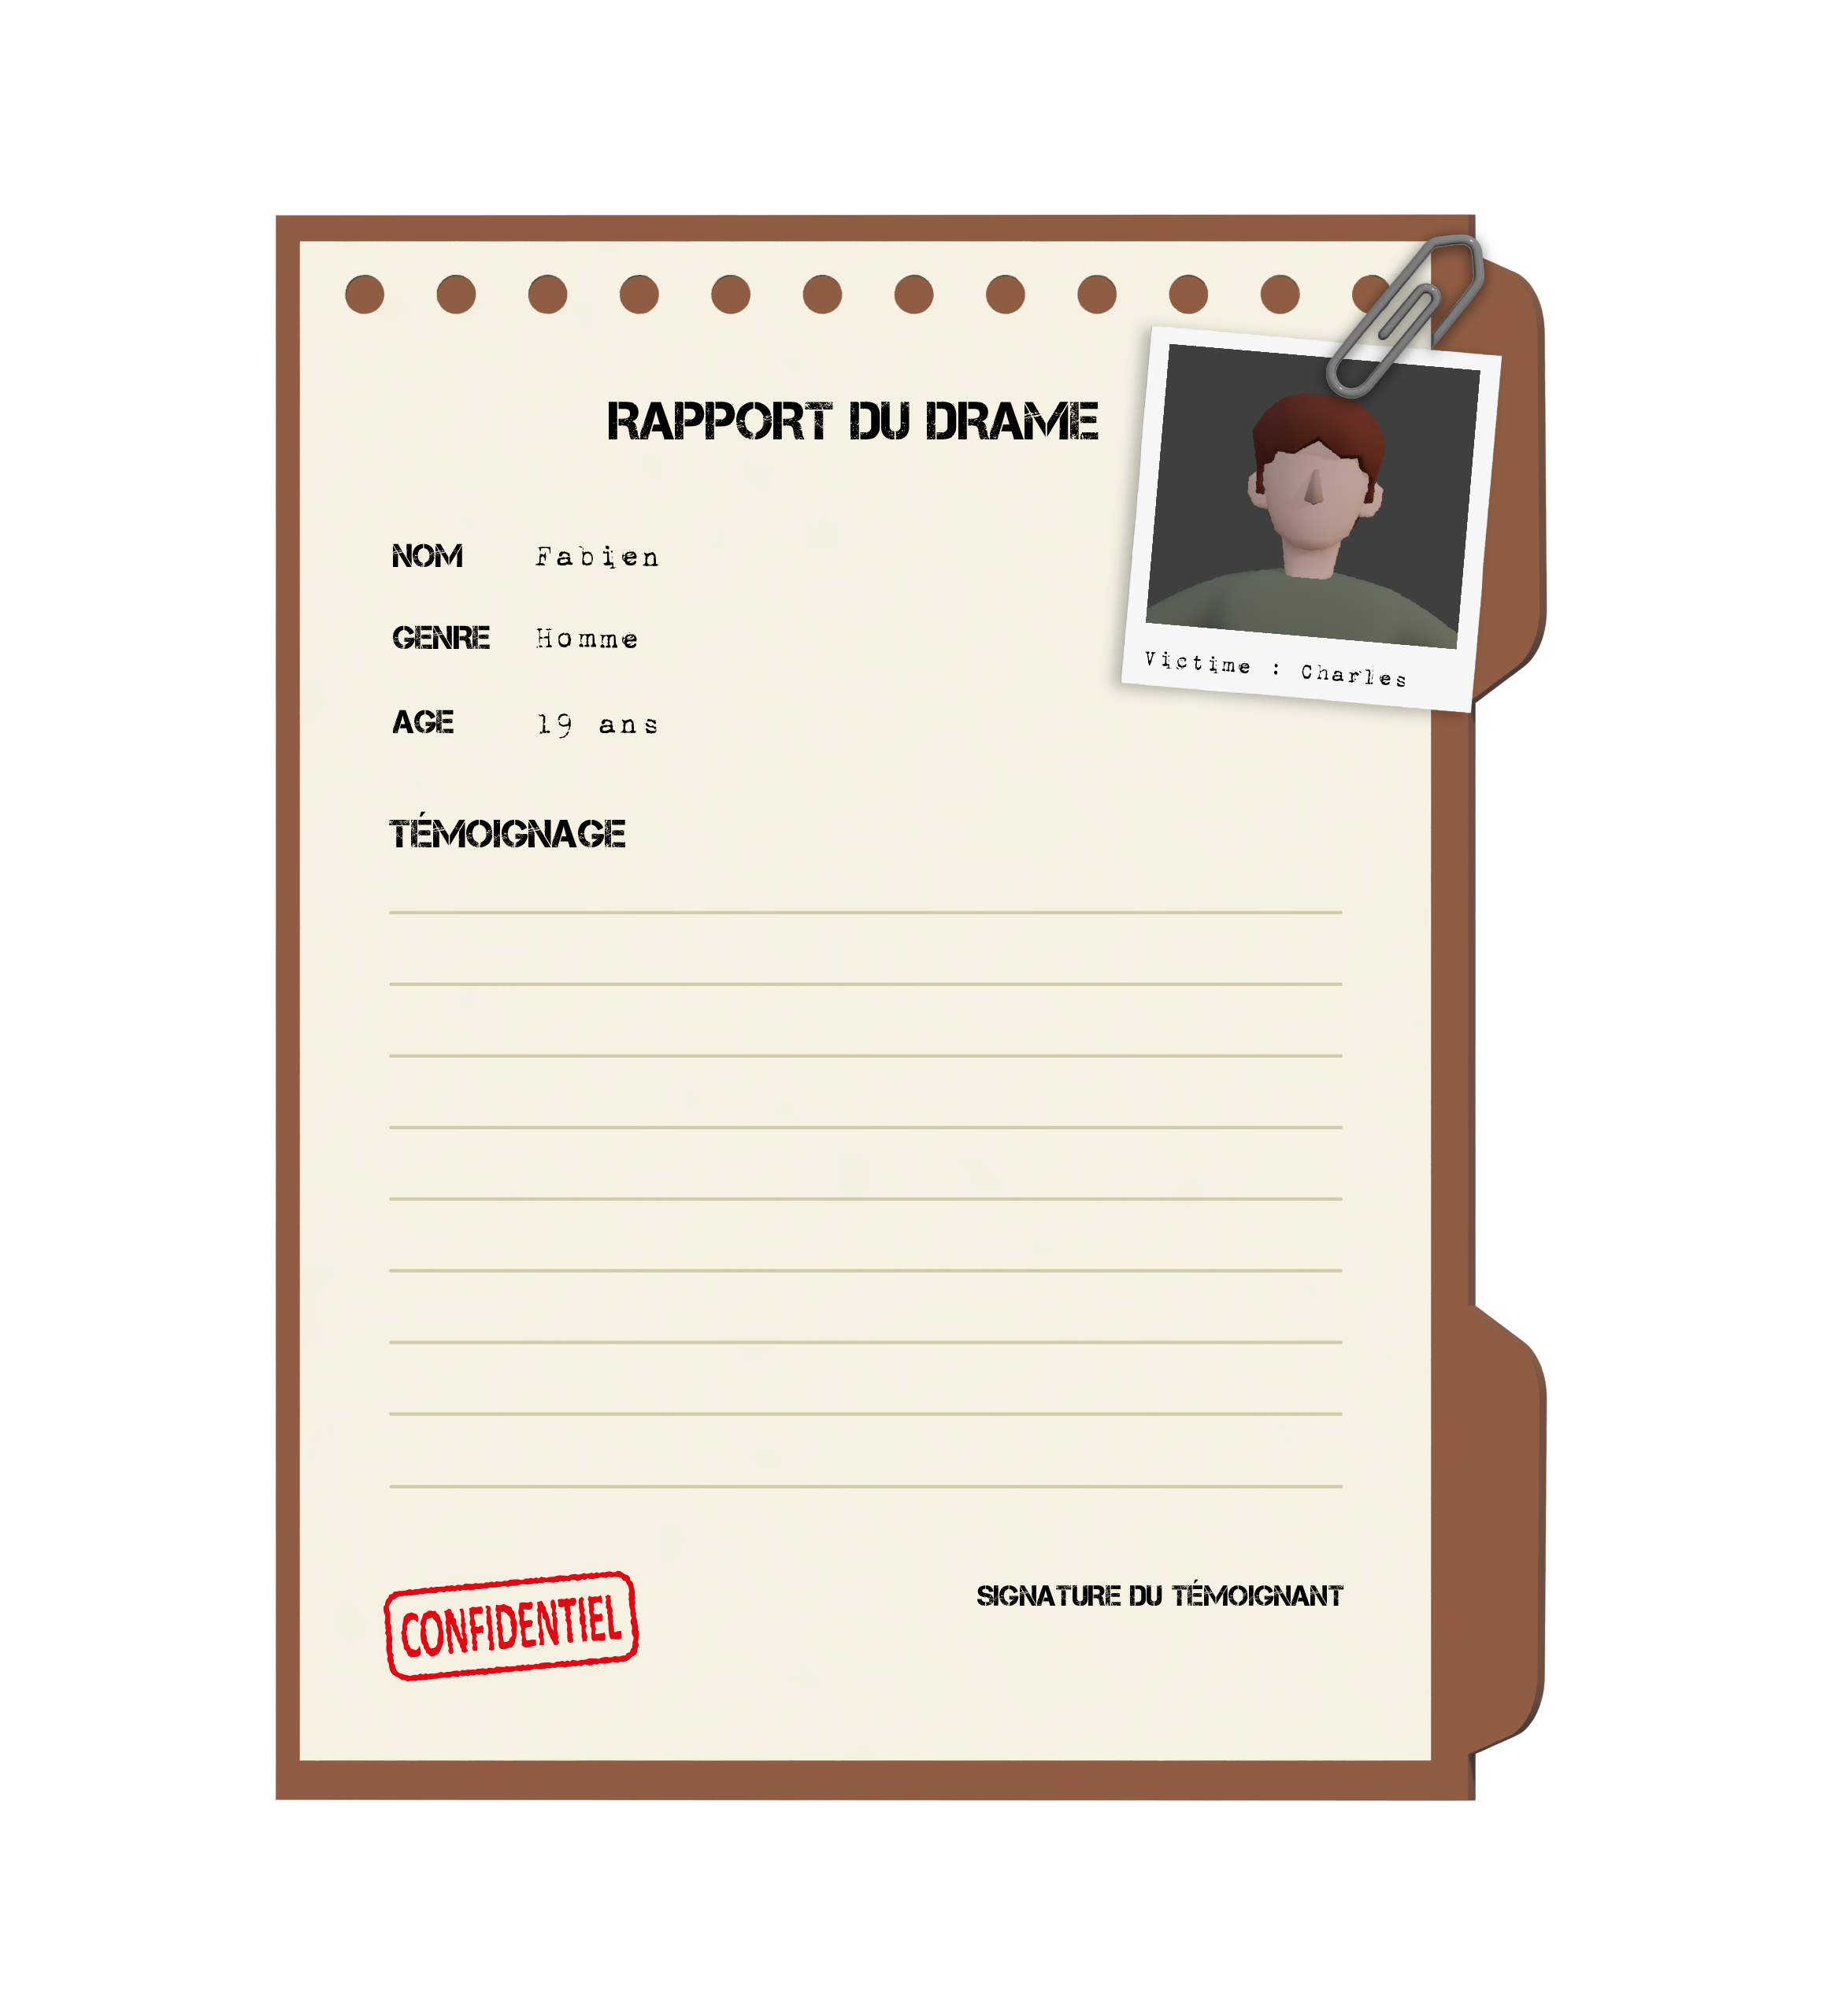 RAPPORT DU DRAME
NOM Fabien
GENRE Homme
AGE 19 ans
Victime : Charles
TÉMOIGNAGE
CONFIDENTIEL
SIGNATURE DU TÉMOIGNANT